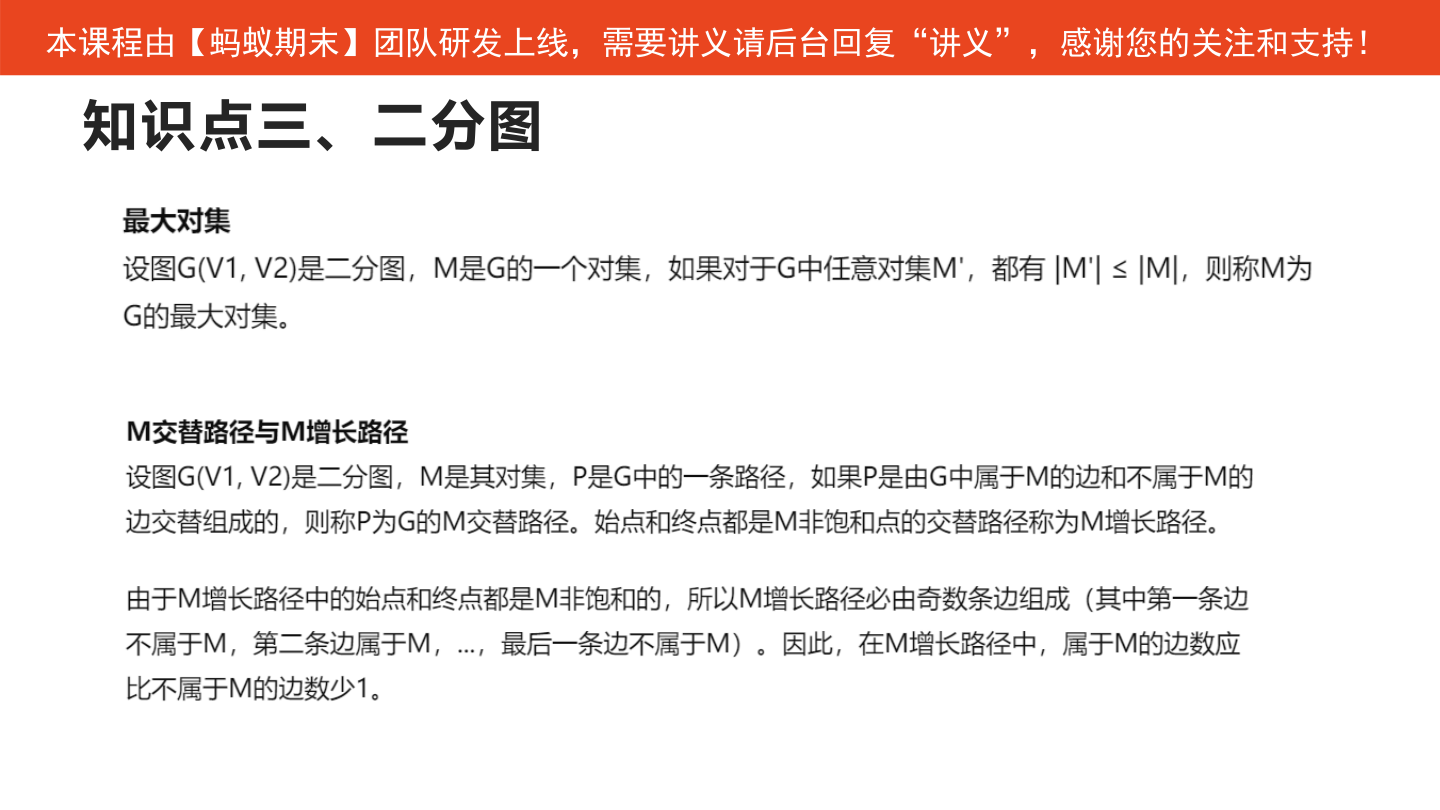 本课程由【蚂蚁期末】团队研发上线，需要讲义请后台回复“讲义”，感谢您的关注和支持！
知识点三、二分图
最大对集
设图G(V1, V2)是二分图，M是G的一个对集，如果对于G中任意对集M'，都有 |M'| ≤ |M|，则称M为
G的最大对集。
M交替路径与M增长路径
设图G(V1, V2)是二分图，M是其对集，P是G中的一条路径，如果P是由G中属于M的边和不属于M的
边交替组成的，则称P为G的M交替路径。始点和终点都是M非饱和点的交替路径称为M增长路径。
由于M增长路径中的始点和终点都是M非饱和的，所以M增长路径必由奇数条边组成（其中第一条边
不属于M，第二条边属于M，...，最后一条边不属于M）。因此，在M增长路径中，属于M的边数应
比不属于M的边数少1。